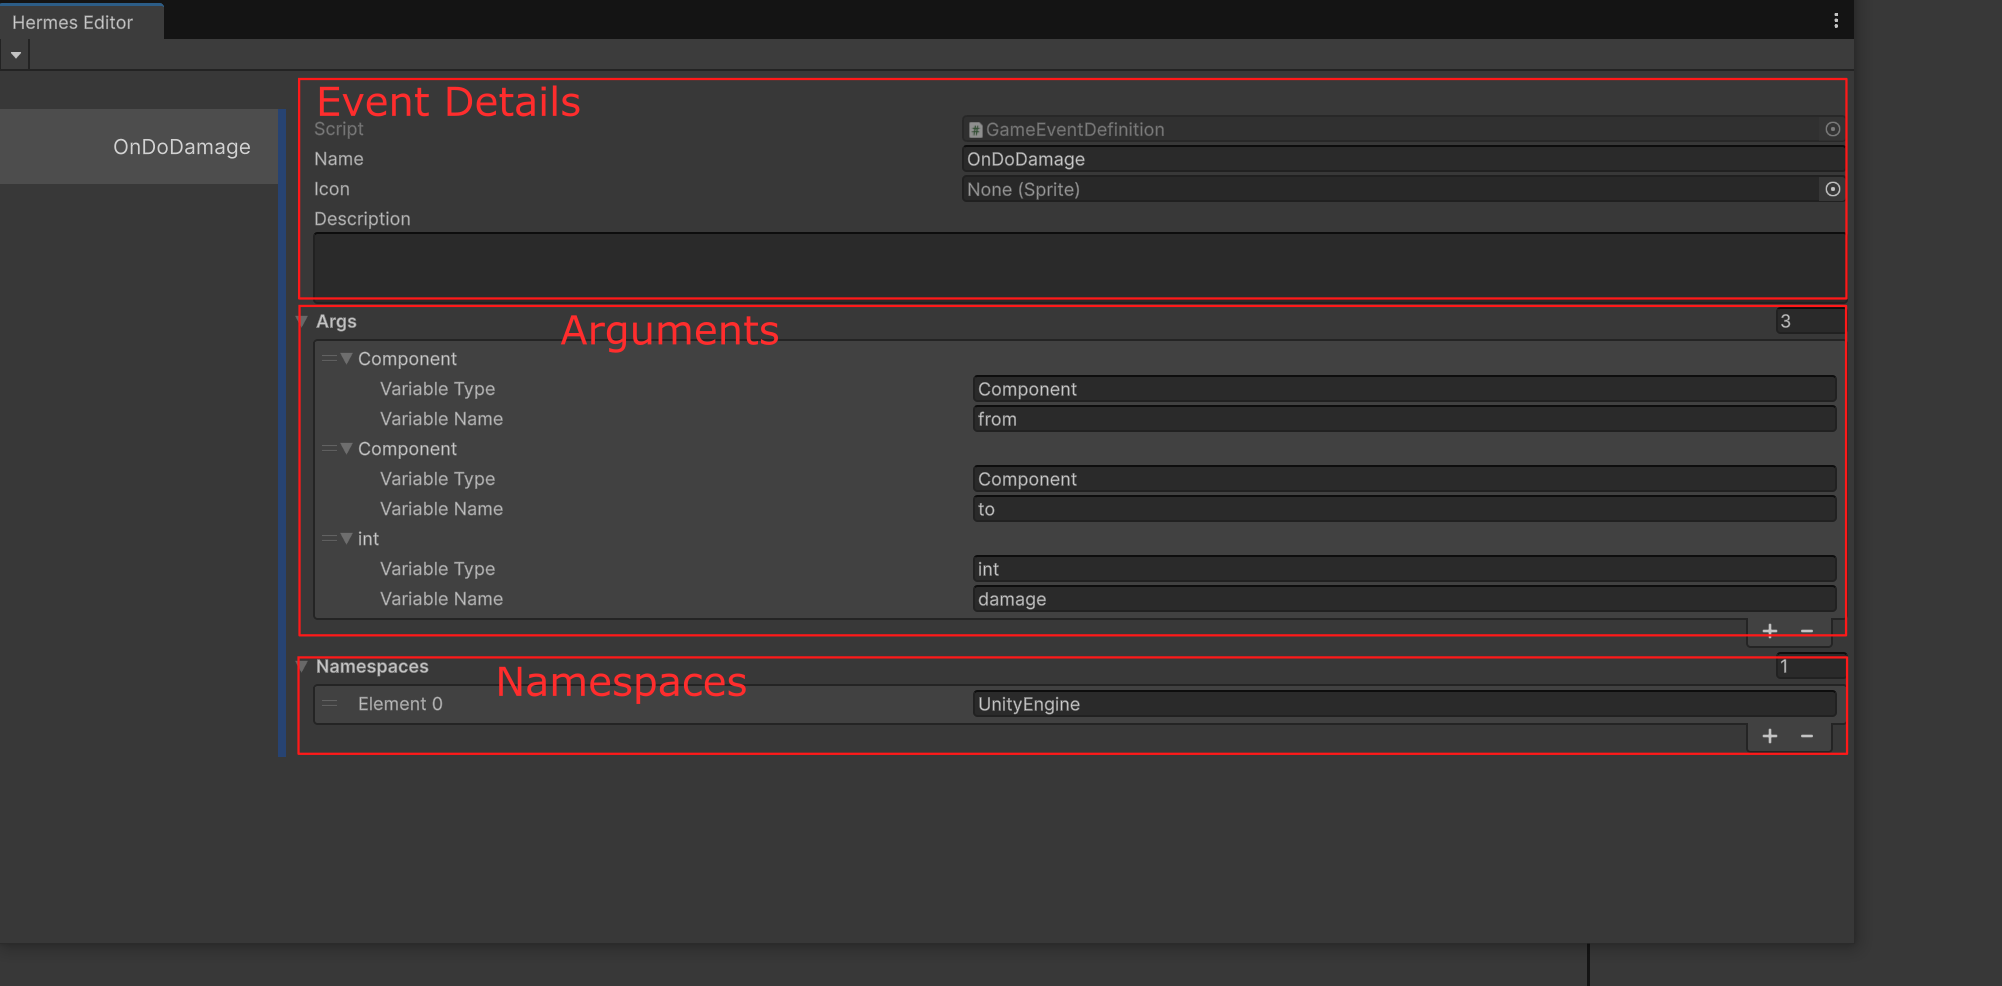 Hermes Editor
OnDoDamage
Event Details
Script
GameEventDefinition
Name
OnDoDamage
Icon
None (Sprite)
Description
Args
3
Arguments
Component
Variable Type
Component
Variable Name
from
Component
Variable Type
Component
Variable Name
to
int
Variable Type
int
Variable Name
damage
Namespaces
1
Namespaces
Element 0
UnityEngine